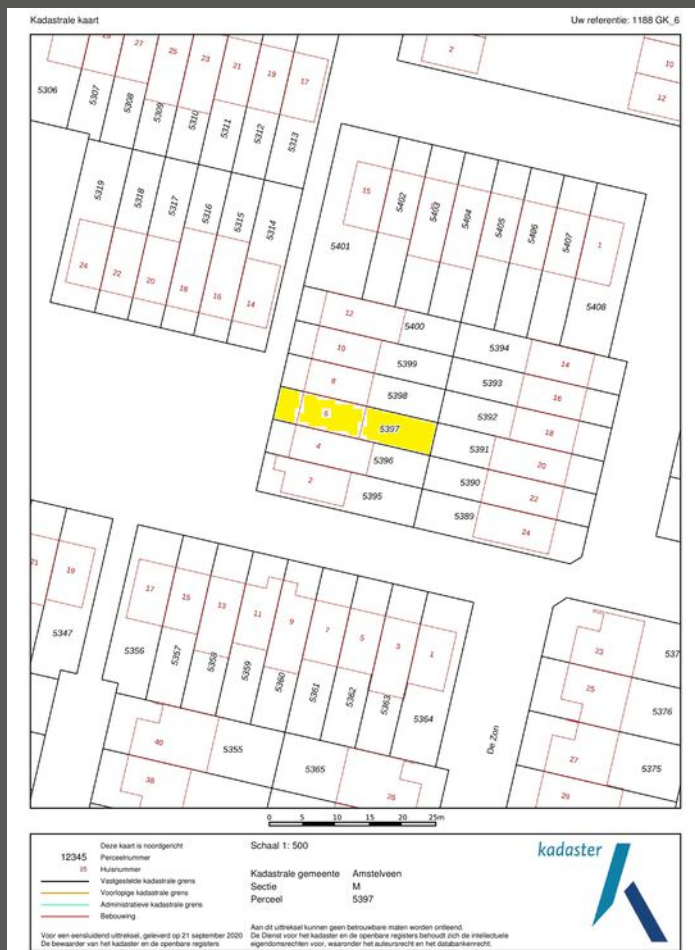 Kadastrale kaart Uw referentie: 1188 GK_6
29 27 25 23 21 19 17
2 10 12
5306 5307 5308 5309 5310 5311 5312 5313
5319 5318 5317 5316 5315 5314
24 22 20 18 16 14
15 5402 5403 5404 5405 5406 5407 1
5401 5408
12 5400 5394 14
10 5399 5393 16
8 5398 5392 18
6 5397 5391 20
4 5396 5390 22
2 5395 5389 24
21 19
5347
17 15 13 11 9 7 5 3 1
5356 5357 5358 5359 5360 5361 5362 5363 5364
40 5355 5365
38
De Zon
23 537
25 5376
27 5375
29
0 5 10 15 20 25m
Deze kaart is noordgericht
12345 Perceelnummer
25 Huisnummer
Vastgestelde kadastrale grens
Voorlopige kadastrale grens
Administratieve kadastrale grens
Bebouwing
Voor een eensluidend uittreksel, geleverd op 21 september 2020
De bewaarder van het kadaster en de openbare registers
Schaal 1: 500
Kadastrale gemeente Amstelveen
Sectie M
Perceel 5397
Aan dit uittreksel kunnen geen betrouwbare maten worden ontleend.
De Dienst voor het kadaster en de openbare registers behoudt zich de intellectuele
eigendomsrechten voor, waaronder het auteursrecht en het databankenrecht.
kadaster